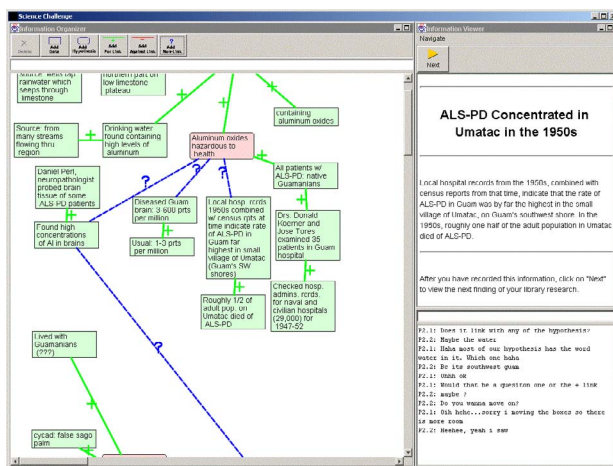 Science Challenge
Information Organizer
Delete
Add
Data
Add
Hypothesis
Add
For Link
Add
Against Link
Add
Non-Link
rainwater which
seeps through
limestone
northern part on
low limestone
plateau
containing
aluminum oxides
Source: from
many streams
flowing thru
region
Drinking water
found containing
high levels of
aluminum
Aluminum oxides
hazardous to
health
Daniel Perl,
neuropathologist
probed brain
tissue of some
ALS PD patients
Found high
concentrations
of Al in brains
Diseased Guam
brain: 3-600 prts
per million
Usual: 1-3 prts
per million
Local hosp. rcrds
1950s combined
w/ census rpts at
time indicate rate
of ALS-PD in
Guam far
highest in small
village of Umatac
(Guam's SW
shores)
Roughly 1/2 of
adult pop. on
Umatac died of
ALS-PD
All patients w/
ALS-PD: native
Guamanians
Drs. Donald
Koerner and
Jose Tures
examined 35
patients in Guam
hospital
Checked hosp.
admins. rcrds.
for naval and
civilian hospitals
(29,000) for
1947-52
Lived with
Guamanians
(???)
cycad: false sago
palm
?
?
?
?
Information Viewer
Navigate
Next
ALS-PD Concentrated in
Umatac in the 1950s
Local hospital records from the 1950s, combined with
census reports from that time, indicate that the rate
of ALS-PD in Guam was by far the highest in the small
village of Umatac, on Guam's southwest shore. In the
1950s, roughly one half of the adult population in Umatac
died of ALS-PD.
After you have recorded this information, click on "Next"
to view the next finding of your library research.
P2.1: Does it link with any of the hypothesis?
P2.2: Maybe the water
P2.1: Haha most of our hypothesis has the word
water in it. Which one haha
P2.2: Bc its southwest guam
P2.1: Ohhh ok
P2.1: Would that be a quesiton one or the + link
P2.2: maybe ?
P2.2: Do you wanna move on?
P2.1: Oih hehe...sorry i moving the boxes so there
is more room
P2.2: Heehee, yeah i saw